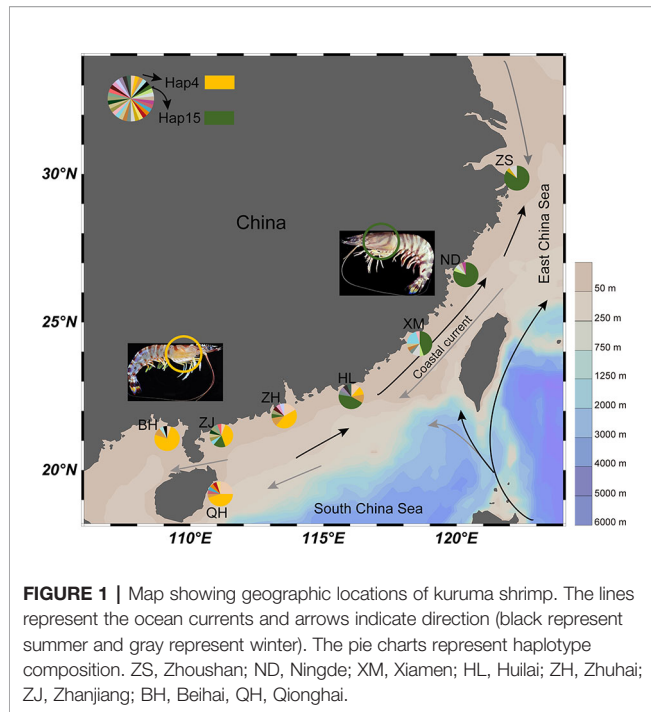 Hap4
Hap15
30°N
25°N
20°N
110°E
115°E
120°E
China
ZS
ND
XM
HL
ZH
ZJ
BH
QH
East China Sea
Coastal current
South China Sea
50 m
250 m
750 m
1250 m
2000 m
3000 m
4000 m
5000 m
6000 m
FIGURE 1 | Map showing geographic locations of kuruma shrimp. The lines
represent the ocean currents and arrows indicate direction (black represent
summer and gray represent winter). The pie charts represent haplotype
composition. ZS, Zhoushan; ND, Ningde; XM, Xiamen; HL, Huilai; ZH, Zhuhai;
ZJ, Zhanjiang; BH, Beihai, QH, Qionghai.